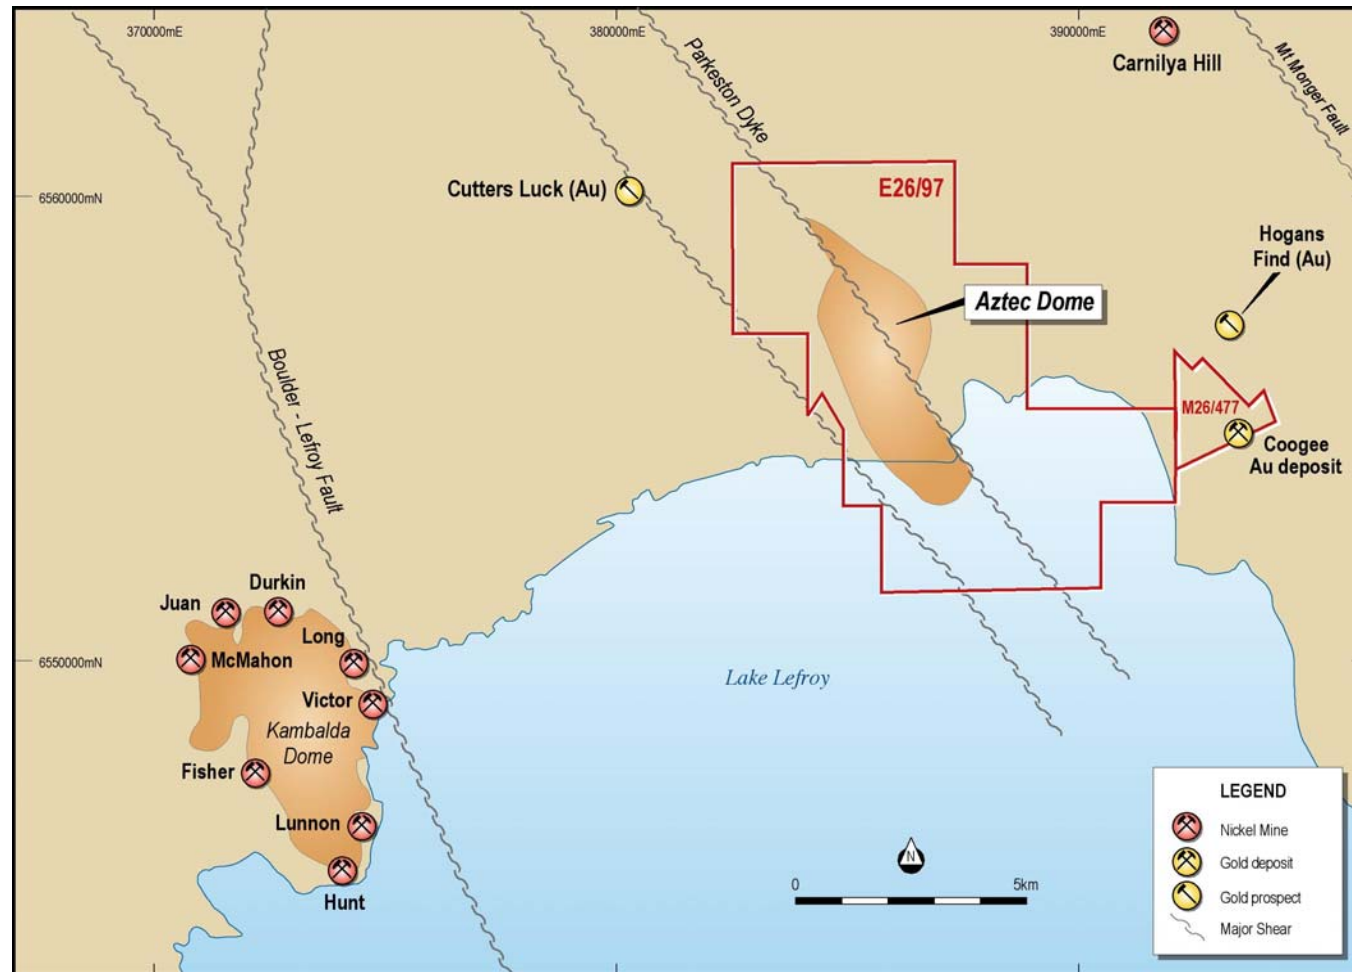 370000mE
380000mE
390000mE
Carnilya Hill
Mt Monger Fault
Parkeston Dyke
6560000mN
Cutters Luck (Au)
E26/97
Hogans
Find (Au)
Aztec Dome
M26/477
Coogee
Au deposit
Boulder - Lefroy Fault
Durkin
Juan
Long
6550000mN
McMahon
Victor
Lake Lefroy
Kambalda
Dome
Fisher
Lunnon
Hunt
N
0
5km
LEGEND
Nickel Mine
Gold deposit
Gold prospect
Major Shear